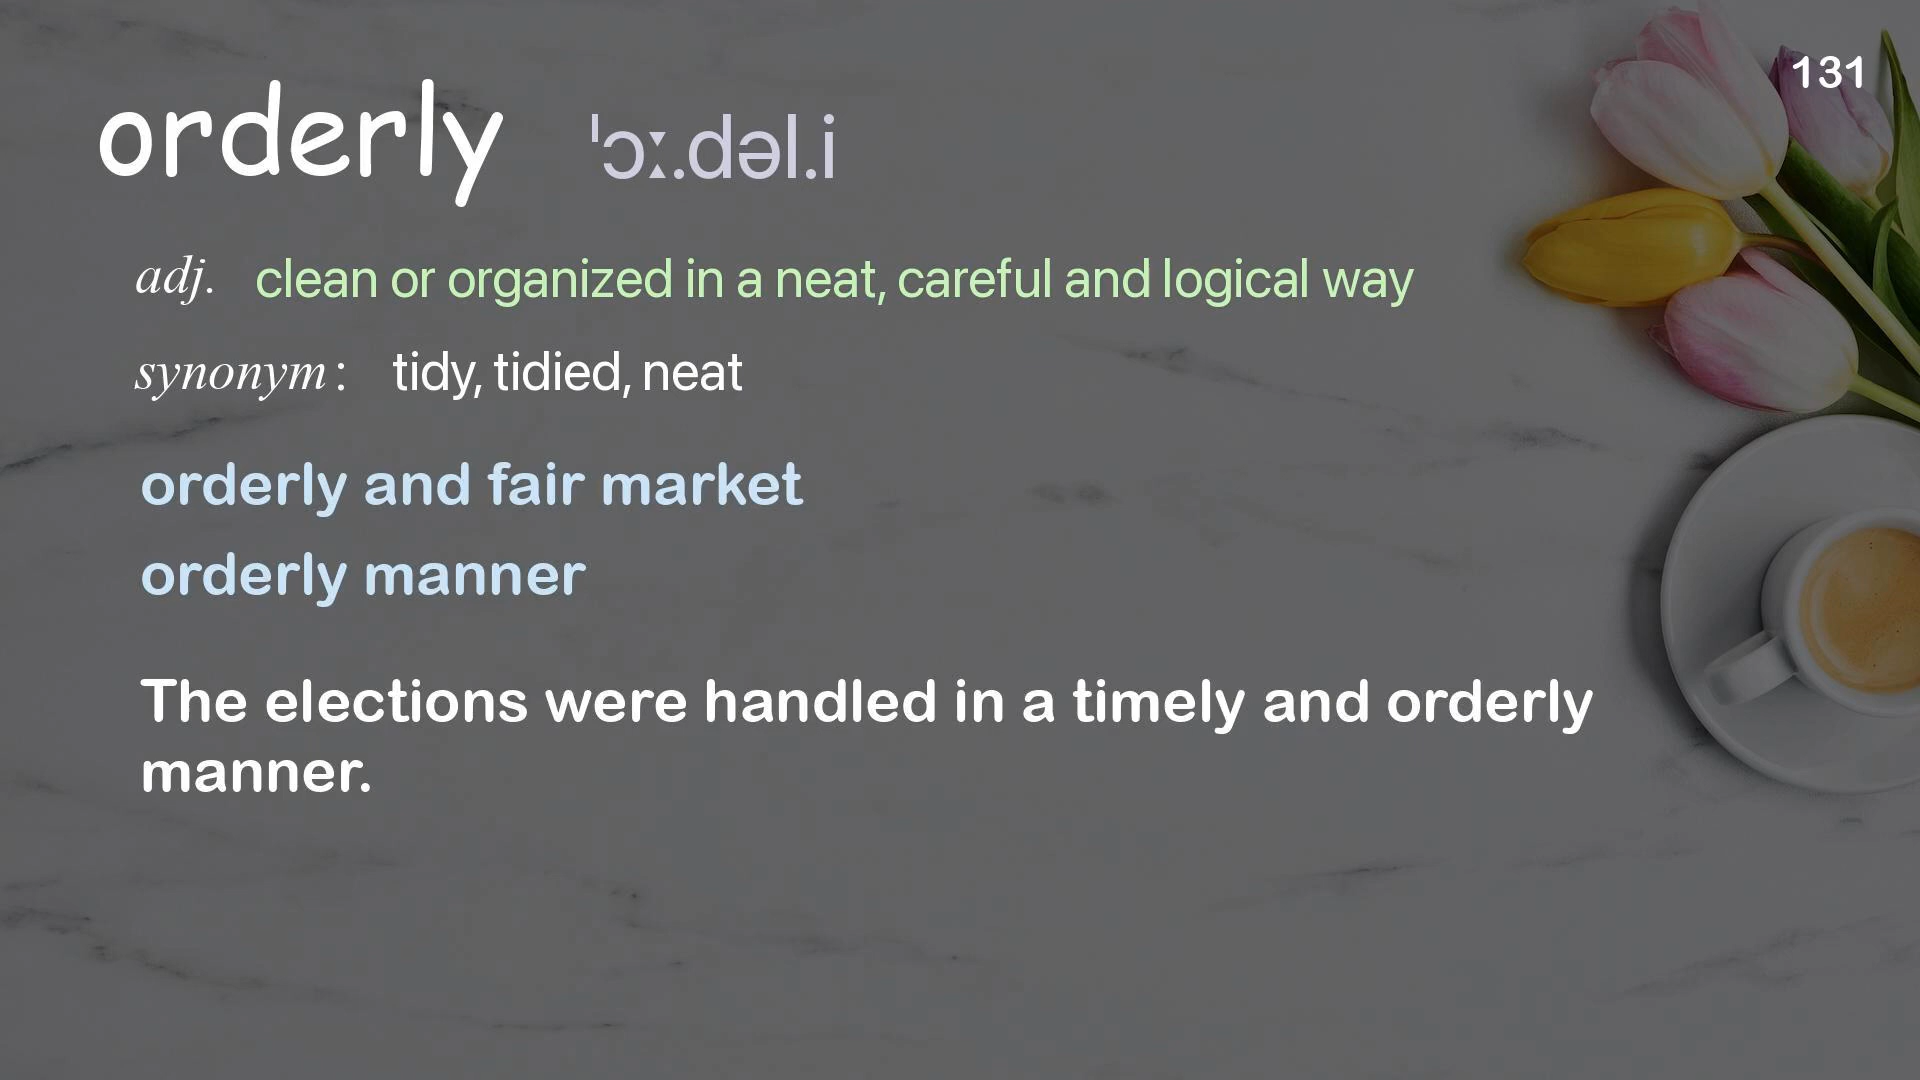 131
orderly ˈɔː.dəl.i
adj. clean or organized in a neat, careful and logical way
synonym : tidy, tidied, neat
orderly and fair market
orderly manner
The elections were handled in a timely and orderly
manner.